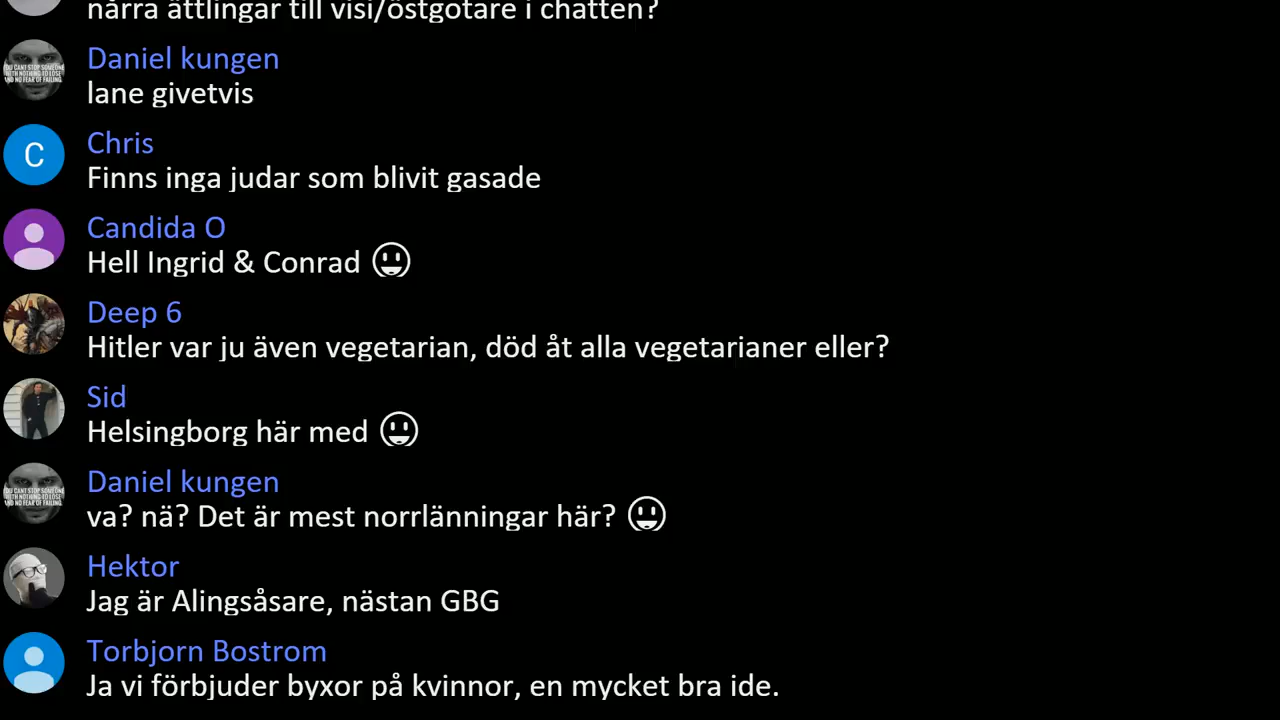 nårra ättlingar till visi/östgotare i chatten?
Daniel kungen
lane givetvis
C
Chris
Finns inga judar som blivit gasade
Candida O
Hell Ingrid & Conrad
Deep 6
Hitler var ju även vegetarian, död åt alla vegetarianer eller?
Sid
Helsingborg här med
Daniel kungen
va? nä? Det är mest norrlänningar här?
Hektor
Jag är Alingsåsare, nästan GBG
Torbjorn Bostrom
Ja vi förbjuder byxor på kvinnor, en mycket bra ide.